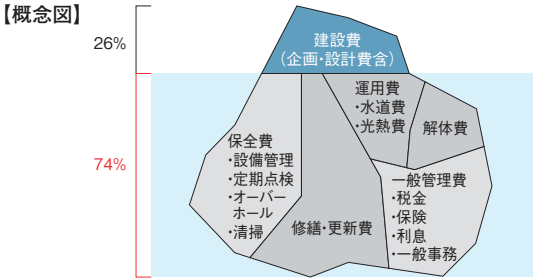 【概念図】
26%
建設費
（企画・設計費含）
74%
保全費
・設備管理
・定期点検
・オーバー
ホール
・清掃
修繕・更新費
運用費
・水道費
・光熱費
解体費
一般管理費
・税金
・保険
・利息
・一般事務